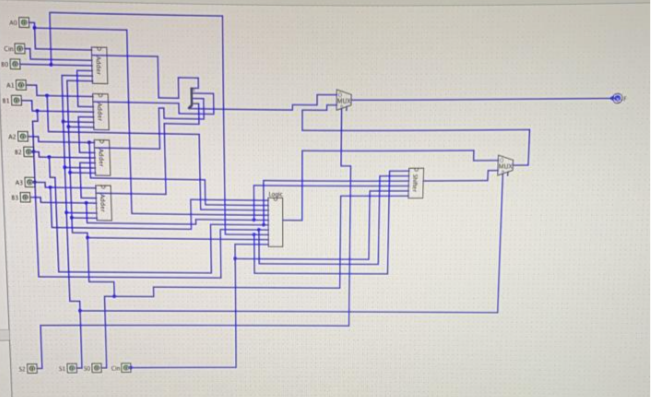 A0
Cin
B0
Adder
A1
B1
Adder
A2
B2
Adder
A3
B3
Adder
MUX
MUX
Shifter
Logic
S2
S1
S0
Cin